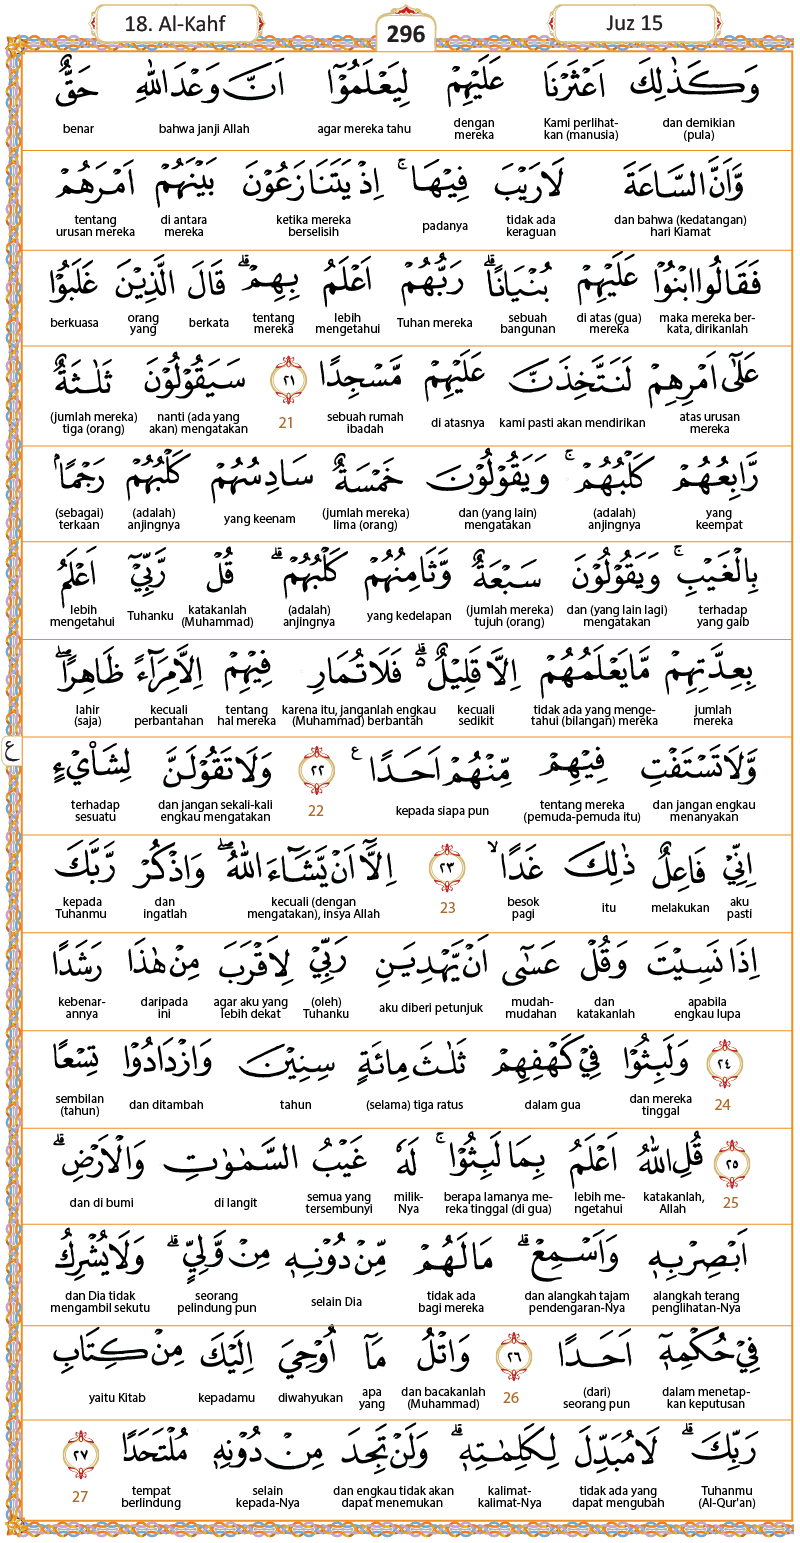 18. Al-Kahf
296
Juz 15
وَكَذٰلِكَ اَعْثَرْنَا عَلَيْهِمْ لِيَعْلَمُوْٓا اَنَّ وَعْدَ اللّٰهِ حَقٌّ
dan demikian (pula) Kami perlihat-kan (manusia) dengan mereka agar mereka tahu bahwa janji Allah benar
وَّاَنَّ السَّاعَةَ لَا رَيْبَ فِيْهَاۚ اِذْ يَتَنَازَعُوْنَ بَيْنَهُمْ اَمْرَهُمْ
dan bahwa (kedatangan) hari Kiamat tidak ada keraguan padanya ketika mereka berselisih di antara mereka tentang urusan mereka
فَقَالُوا ابْنُوْا عَلَيْهِمْ بُنْيَانًاۗ رَبُّهُمْ اَعْلَمُ بِهِمْۗ قَالَ الَّذِيْنَ غَلَبُوْا
maka mereka ber-kata, dirikanlah di atas (gua) mereka sebuah bangunan Tuhan mereka lebih mengetahui tentang mereka berkata orang yang berkuasa
عَلٰٓى اَمْرِهِمْ لَنَتَّخِذَنَّ عَلَيْهِمْ مَّسْجِدًا ٢١ سَيَقُوْلُوْنَ ثَلٰثَةٌ
atas urusan mereka kami pasti akan mendirikan di atasnya sebuah rumah ibadah 21 nanti (ada yang akan) mengatakan (jumlah mereka) tiga (orang)
رَّابِعُهُمْ كَلْبُهُمْۚ وَيَقُوْلُوْنَ خَمْسَةٌ سَادِسُهُمْ كَلْبُهُمْ رَجْمًاۢ
yang keempat (adalah) anjingnya dan (yang lain) mengatakan (jumlah mereka) lima (orang) yang keenam (adalah) anjingnya (sebagai) terkaan
بِالْغَيْبِۚ وَيَقُوْلُوْنَ سَبْعَةٌ وَّثَامِنُهُمْ كَلْبُهُمْۗ قُلْ رَّبِّيْٓ اَعْلَمُ
terhadap yang gaib dan (yang lain lagi) mengatakan (jumlah mereka) tujuh (orang) yang kedelapan (adalah) anjingnya katakanlah (Muhammad) Tuhanku lebih mengetahui
بِعِدَّتِهِمْ مَّا يَعْلَمُهُمْ اِلَّا قَلِيْلٌ ەۗ فَلَا تُمَارِ فِيْهِمْ اِلَّا مِرَاۤءً ظَاهِرًاۖ
jumlah mereka tidak ada yang menge-tahui (bilangan) mereka kecuali sedikit karena itu, janganlah engkau (Muhammad) berbantah tentang hal mereka kecuali perbantahan lahir (saja)
ع
وَّلَا تَسْتَفْتِ فِيْهِمْ مِّنْهُمْ اَحَدًا ࣖ ٢٢ وَلَا تَقُوْلَنَّ لِشَا۟يْءٍ
dan jangan engkau menanyakan tentang mereka (pemuda-pemuda itu) kepada siapa pun 22 dan jangan sekali-kali engkau mengatakan terhadap sesuatu
اِنِّيْ فَاعِلٌ ذٰلِكَ غَدًاۙ ٢٣ اِلَّآ اَنْ يَّشَاۤءَ اللّٰهُۖ وَاذْكُرْ رَّبَّكَ
aku pasti melakukan itu besok pagi 23 kecuali (dengan mengatakan), insya Allah dan ingatlah kepada Tuhanmu
اِذَا نَسِيْتَ وَقُلْ عَسٰٓى اَنْ يَّهْدِيَنِ رَبِّيْ لِاَقْرَبَ مِنْ هٰذَا رَشَدًا
apabila engkau lupa dan katakanlah mudah-mudahan aku diberi petunjuk (oleh) Tuhanku agar aku yang lebih dekat daripada ini kebenar-annya
٢٤ وَلَبِثُوْا فِيْ كَهْفِهِمْ ثَلٰثَ مِائَةٍ سِنِيْنَ وَازْدَادُوْا تِسْعًا
24 dan mereka tinggal dalam gua (selama) tiga ratus tahun dan ditambah sembilan (tahun)
٢٥ قُلِ اللّٰهُ اَعْلَمُ بِمَا لَبِثُوْاۚ لَهٗ غَيْبُ السَّمٰوٰتِ وَالْاَرْضِۗ
25 katakanlah, Allah lebih me-ngetahui berapa lamanya me-reka tinggal (di gua) milik-Nya semua yang tersembunyi di langit dan di bumi
اَبْصِرْ بِهٖ وَاَسْمِعْۗ مَا لَهُمْ مِّنْ دُوْنِهٖ مِنْ وَّلِيٍّۗ وَلَا يُشْرِكُ
alangkah terang penglihatan-Nya dan alangkah tajam pendengaran-Nya tidak ada bagi mereka selain Dia seorang pelindung pun dan Dia tidak mengambil sekutu
فِيْ حُكْمِهٖٓ اَحَدًا ٢٦ وَاتْلُ مَآ اُوْحِيَ اِلَيْكَ مِنْ كِتَابِ
dalam menetap-kan keputusan (dari) seorang pun 26 dan bacakanlah (Muhammad) apa yang diwahyukan kepadamu yaitu Kitab
رَبِّكَۗ لَا مُبَدِّلَ لِكَلِمٰتِهٖۗ وَلَنْ تَجِدَ مِنْ دُوْنِهٖ مُلْتَحَدًا ٢٧
Tuhanmu (Al-Qur'an) tidak ada yang dapat mengubah kalimat-kalimat-Nya dan engkau tidak akan dapat menemukan selain kepada-Nya tempat berlindung 27